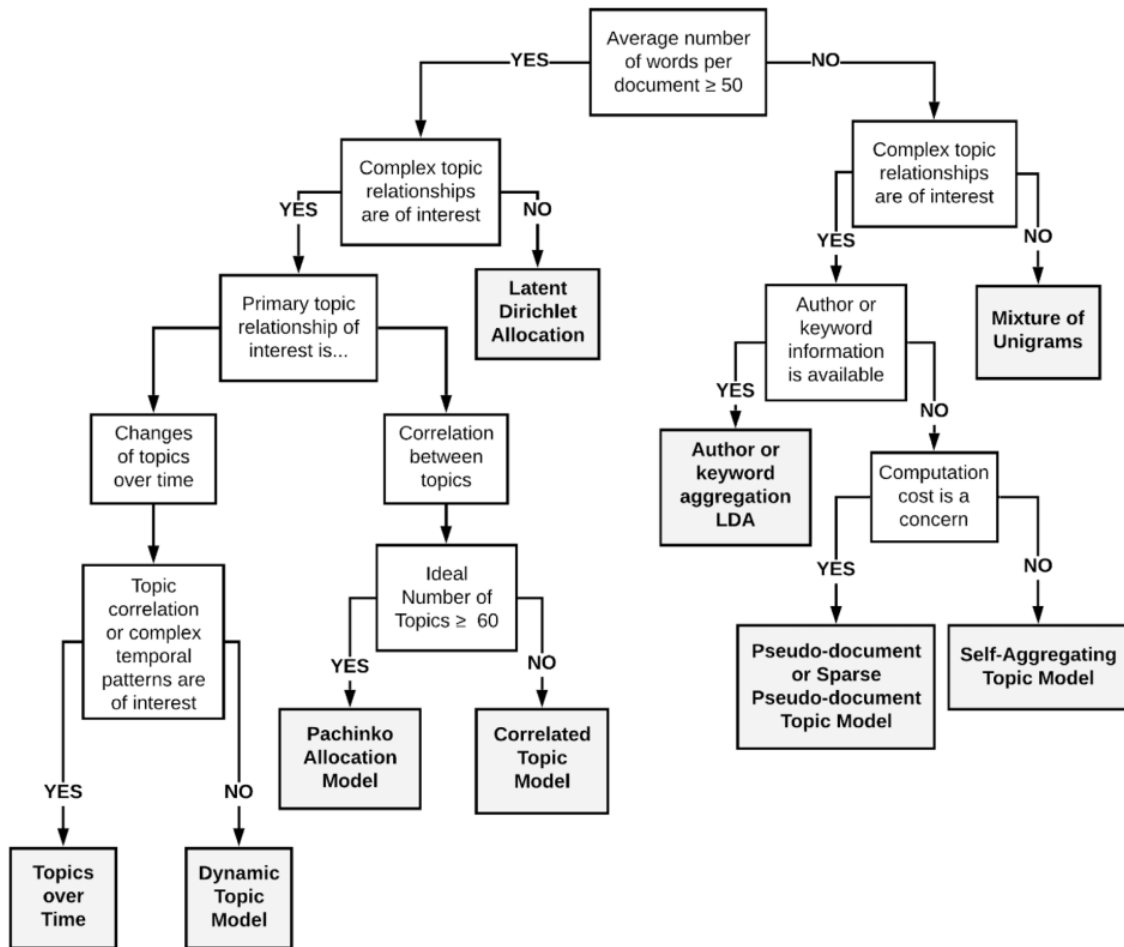 Average number
of words per
document ≥ 50
YES
NO
Complex topic
relationships
are of interest
Complex topic
relationships
are of interest
YES
NO
YES
NO
Primary topic
relationship of
interest is...
Latent
Dirichlet
Allocation
Author or
keyword
information
is available
Mixture of
Unigrams
YES
NO
Changes
of topics
over time
Correlation
between
topics
Author or
keyword
aggregation
LDA
Computation
cost is a
concern
YES
NO
Topic
correlation
or complex
temporal
patterns are
of interest
Ideal
Number of
Topics ≥ 60
YES
NO
Pseudo-document
or Sparse
Pseudo-document
Topic Model
Self-Aggregating
Topic Model
Pachinko
Allocation
Model
Correlated
Topic
Model
YES
NO
Topics
over
Time
Dynamic
Topic
Model